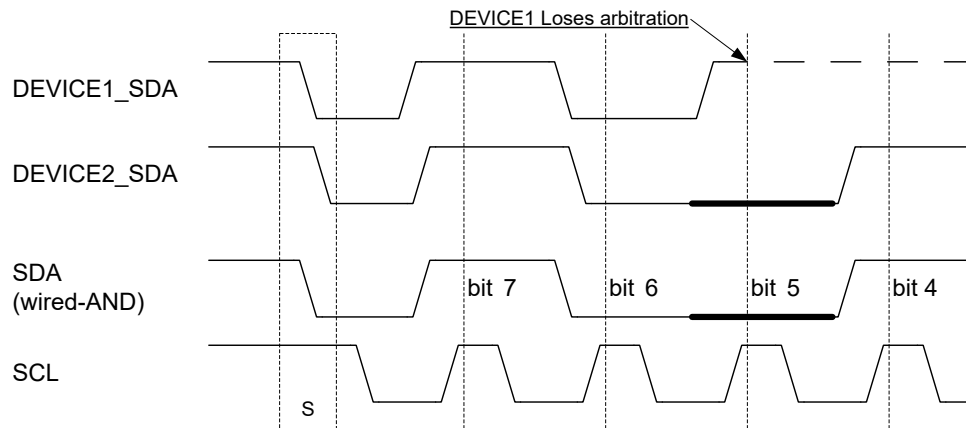 DEVICE1 Loses arbitration
DEVICE1_SDA
DEVICE2_SDA
SDA
(wired-AND)
bit 7
bit 6
bit 5
bit 4
SCL
S